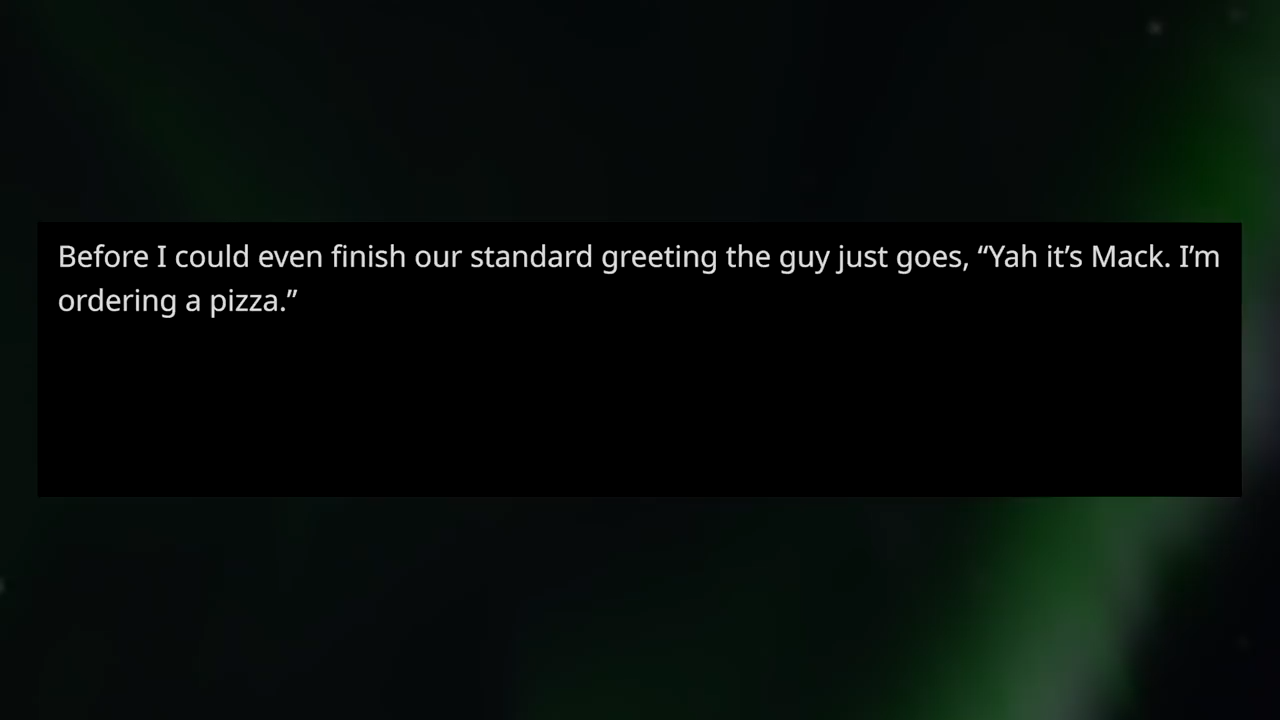 Before I could even finish our standard greeting the guy just goes, “Yah it’s Mack. I’m
ordering a pizza.”